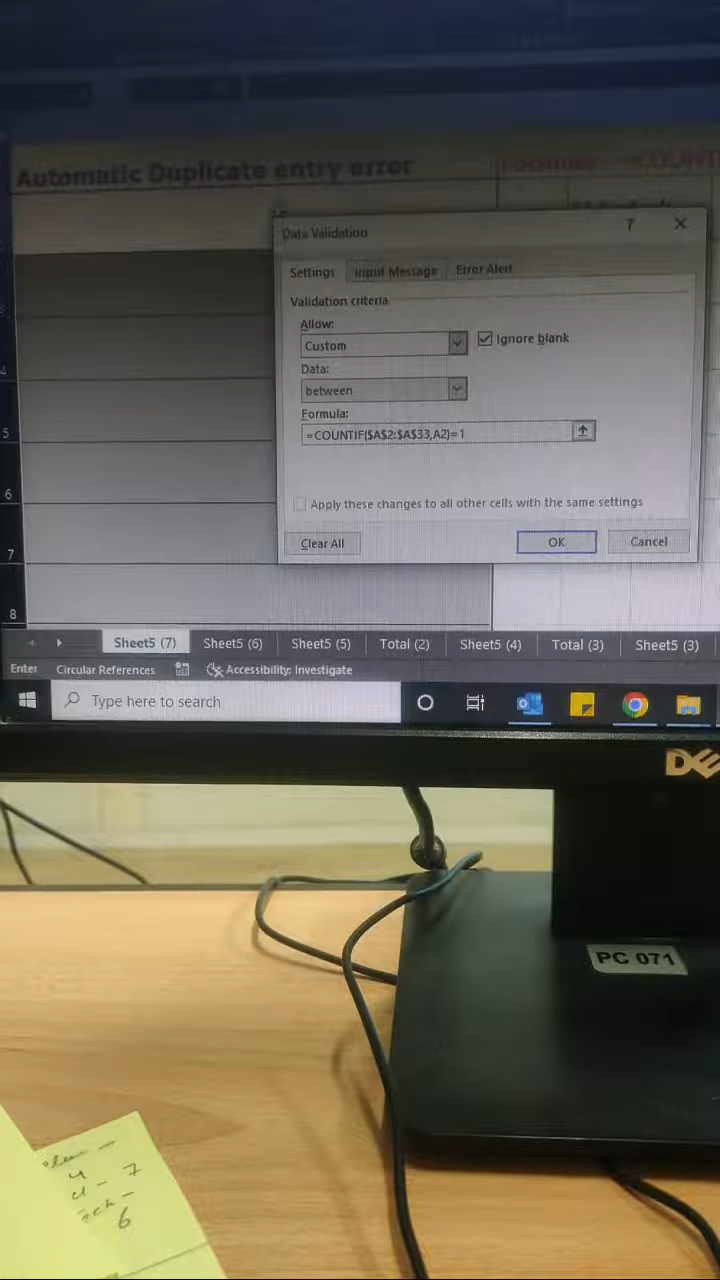 Automatic Duplicate entry error
Data Validation
? ×
Settings Input Message Error Alert
Validation criteria
Allow:
Custom
Ignore blank
Data:
between
Formula:
=COUNTIF($A$2:$A$33,A2)=1
Apply these changes to all other cells with the same settings
Clear All OK Cancel
5
6
7
8
Sheet5 (7) Sheet5 (6) Sheet5 (5) Total (2) Sheet5 (4) Total (3) Sheet5 (3)
Enter Circular References Accessibility: Investigate
Type here to search
DE
PC 071
4
7
6